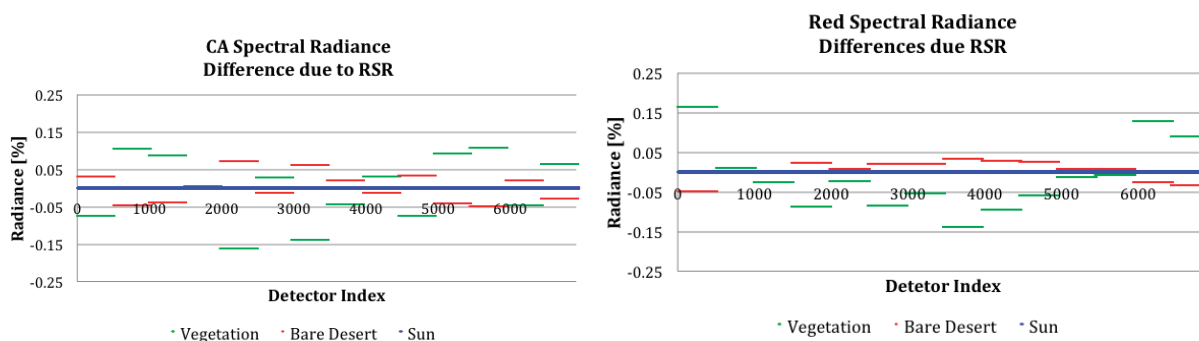 CA Spectral Radiance
Difference due to RSR
0.25
0.15
0.05
-0.05
-0.15
-0.25
Radiance [%]
0 1000 2000 3000 4000 5000 6000
Detector Index
Vegetation Bare Desert Sun
Red Spectral Radiance
Differences due RSR
0.25
0.15
0.05
-0.05
-0.15
-0.25
Radiance [%]
0 1000 2000 3000 4000 5000 6000
Detetor Index
Vegetation Bare Desert Sun